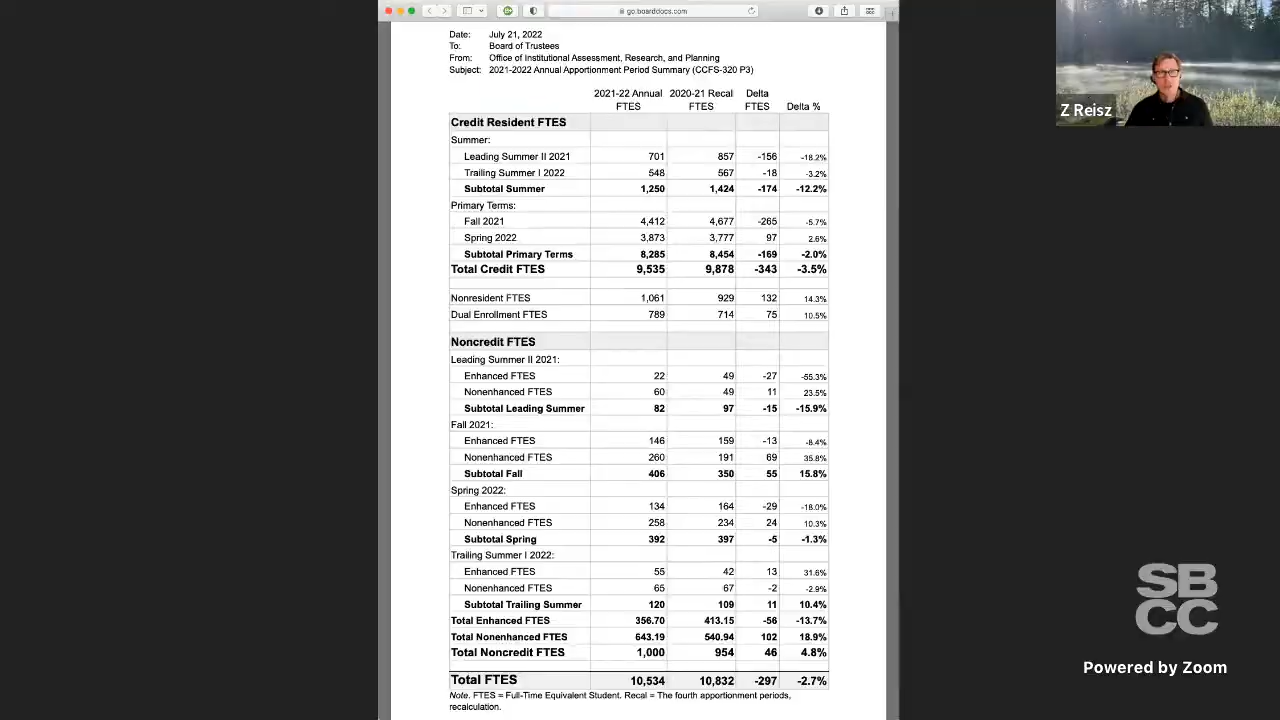 go.boarddocs.com
Date: July 21, 2022
To: Board of Trustees
From: Office of Institutional Assessment, Research, and Planning
Subject: 2021-2022 Annual Apportionment Period Summary (CCFS-320 P3)
2021-22 Annual FTES 2020-21 Recal FTES Delta FTES Delta %
Credit Resident FTES
Summer:
Leading Summer II 2021 701 857 -156 -18.2%
Trailing Summer I 2022 548 567 -18 -3.2%
Subtotal Summer 1,250 1,424 -174 -12.2%
Primary Terms:
Fall 2021 4,412 4,677 -265 -5.7%
Spring 2022 3,873 3,777 97 2.6%
Subtotal Primary Terms 8,285 8,454 -169 -2.0%
Total Credit FTES 9,535 9,878 -343 -3.5%
Nonresident FTES 1,061 929 132 14.3%
Dual Enrollment FTES 789 714 75 10.5%
Noncredit FTES
Leading Summer II 2021:
Enhanced FTES 22 49 -27 -55.3%
Nonenhanced FTES 60 49 11 23.5%
Subtotal Leading Summer 82 97 -15 -15.9%
Fall 2021:
Enhanced FTES 146 159 -13 -8.4%
Nonenhanced FTES 260 191 69 35.8%
Subtotal Fall 406 350 55 15.8%
Spring 2022:
Enhanced FTES 134 164 -29 -18.0%
Nonenhanced FTES 258 234 24 10.3%
Subtotal Spring 392 397 -5 -1.3%
Trailing Summer I 2022:
Enhanced FTES 55 42 13 31.6%
Nonenhanced FTES 65 67 -2 -2.9%
Subtotal Trailing Summer 120 109 11 10.4%
Total Enhanced FTES 356.70 413.15 -56 -13.7%
Total Nonenhanced FTES 643.19 540.94 102 18.9%
Total Noncredit FTES 1,000 954 46 4.8%
Total FTES 10,534 10,832 -297 -2.7%
Note. FTES = Full-Time Equivalent Student. Recal = The fourth apportionment periods,
recalculation.
Z Reisz
SB
CC
Powered by Zoom